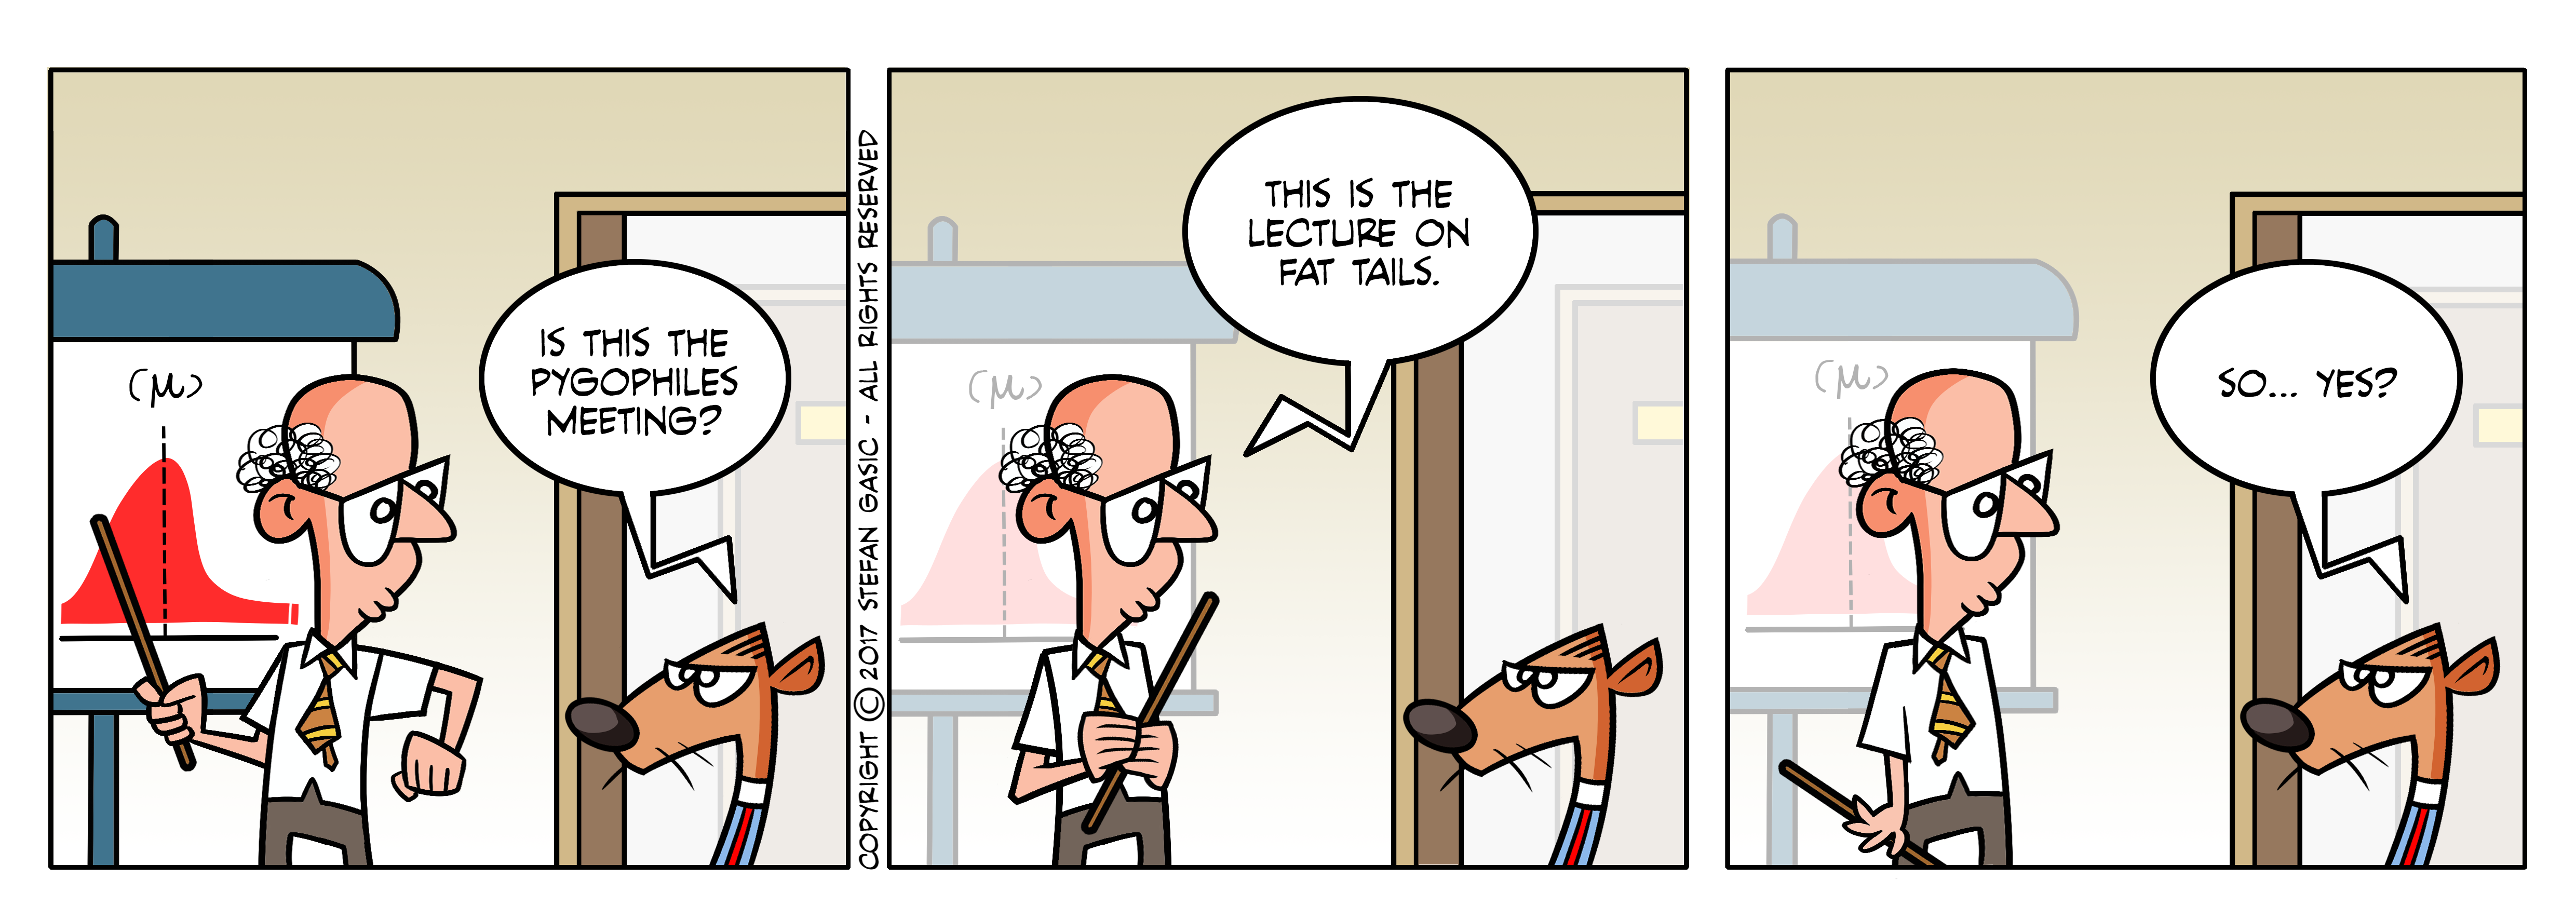 (μ)
IS THIS THE
PYGOPHILES
MEETING?
COPYRIGHT © 2017 STEFAN GASIC - ALL RIGHTS RESERVED
(μ)
THIS IS THE
LECTURE ON
FAT TAILS.
(μ)
SO... YES?